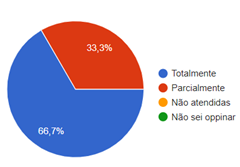 33,3%
66,7%
Totalmente
Parcialmente
Não atendidas
Não sei oppinar